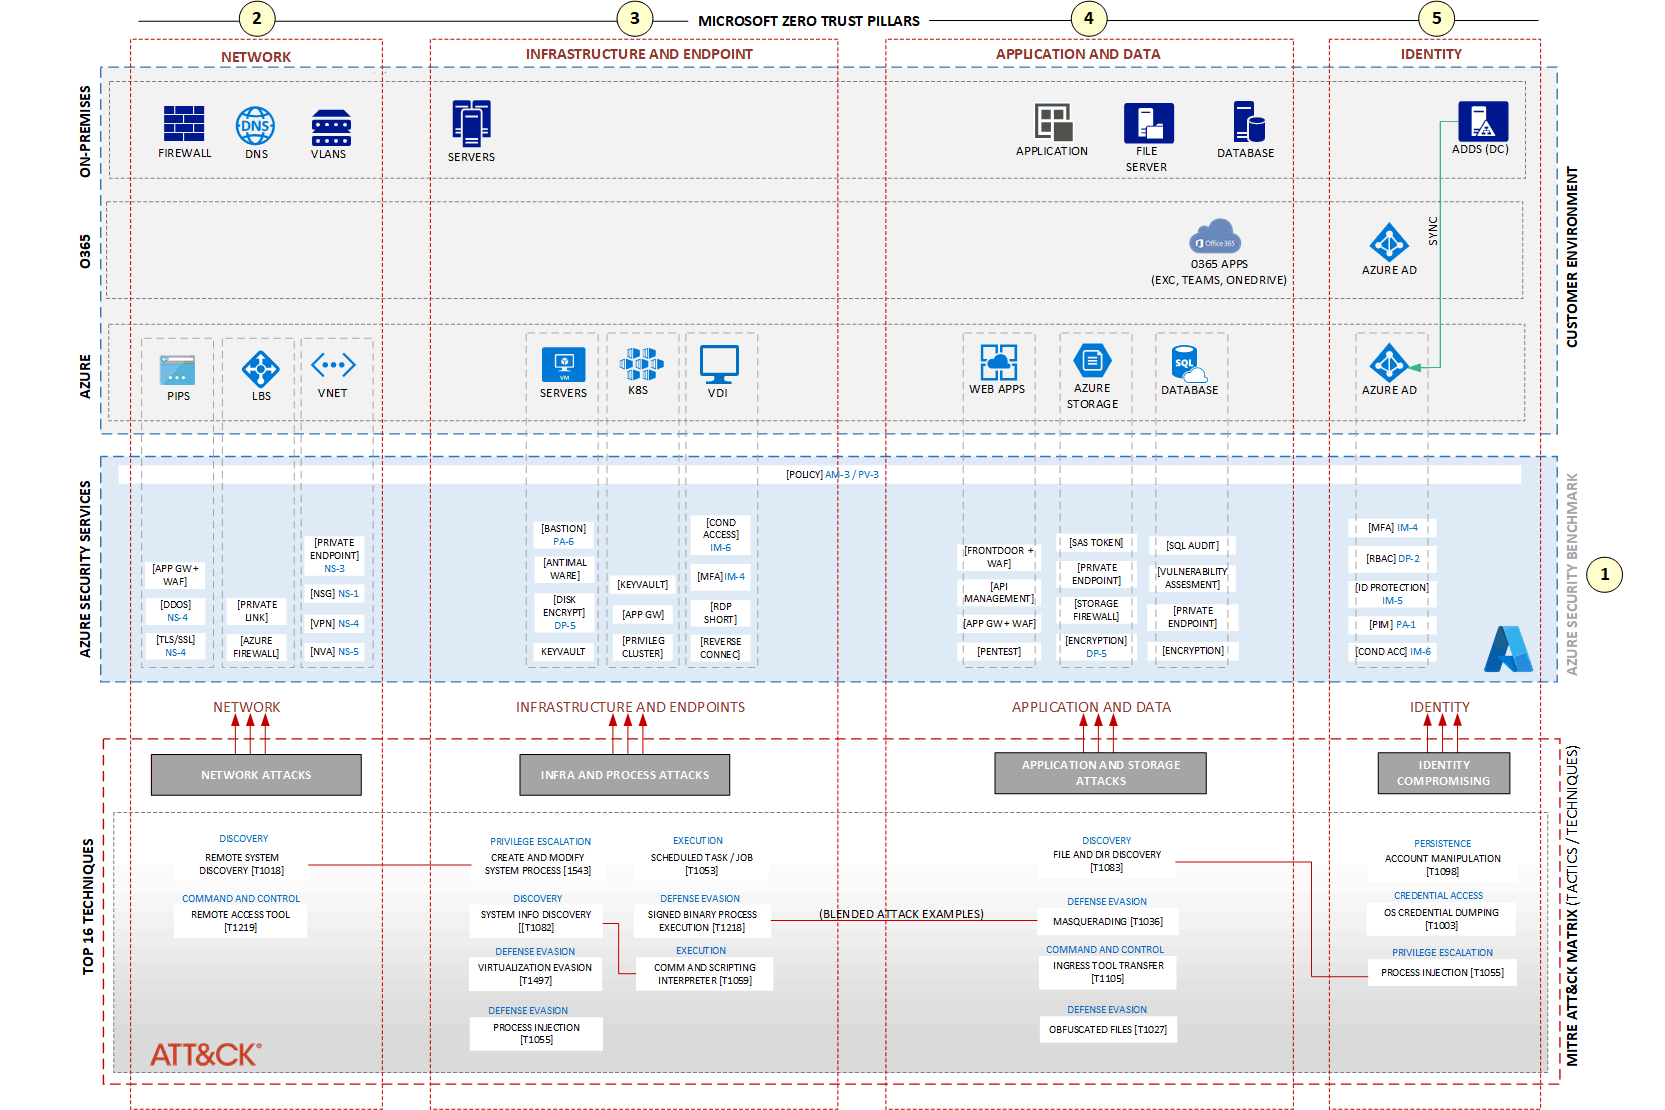 2
3
4
5
MICROSOFT ZERO TRUST PILLARS
NETWORK
INFRASTRUCTURE AND ENDPOINT
APPLICATION AND DATA
IDENTITY
ON-PREMISES
FIREWALL
DNS
DNS
VLANS
SERVERS
APPLICATION
FILE
SERVER
DATABASE
ADDS (DC)
O365
Office 365
0365 APPS
(EXC, TEAMS, ONEDRIVE)
AZURE AD
SYNC
CUSTOMER ENVIRONMENT
AZURE
PIPS
LBS
VNET
VM
SERVERS
K8S
VDI
WEB APPS
AZURE
STORAGE
SQL
DATABASE
AZURE AD
AZURE SECURITY SERVICES
[POLICY] AM-3 / PV-3
[APP GW+
WAF]
[DDOS]
NS-4
[TLS/SSL]
NS-4
[PRIVATE
LINK]
[AZURE
FIREWALL]
[PRIVATE
ENDPOINT]
NS-3
[NSG] NS-1
[VPN] NS-4
[NVA] NS-5
[BASTION]
PA-6
[ANTIMAL
WARE]
[DISK
ENCRYPT]
DP-5
KEYVAULT
[KEYVAULT]
[APP GW]
[PRIVILEG
CLUSTER]
[COND
ACCESS]
IM-6
[MFA]IM-4
[RDP
SHORT]
[REVERSE
CONNEC]
[FRONTDOOR +
WAF]
[API
MANAGEMENT]
[APP GW+ WAF]
[PENTEST]
[SAS TOKEN]
[PRIVATE
ENDPOINT]
[STORAGE
FIREWALL]
[ENCRYPTION]
DP-5
[SQL AUDIT]
[VULNERABILITY
ASSESMENT]
[PRIVATE
ENDPOINT]
[ENCRYPTION]
[MFA] IM-4
[RBAC] DP-2
[ID PROTECTION]
IM-5
[PIM] PA-1
[COND ACC] IM-6
AZURE SECURITY BENCHMARK
1
NETWORK
INFRASTRUCTURE AND ENDPOINTS
APPLICATION AND DATA
IDENTITY
NETWORK ATTACKS
INFRA AND PROCESS ATTACKS
APPLICATION AND STORAGE
ATTACKS
IDENTITY
COMPROMISING
TOP 16 TECHNIQUES
DISCOVERY
REMOTE SYSTEM
DISCOVERY [T1018]
COMMAND AND CONTROL
REMOTE ACCESS TOOL
[T1219]
PRIVILEGE ESCALATION
CREATE AND MODIFY
SYSTEM PROCESS [1543]
DISCOVERY
SYSTEM INFO DISCOVERY
[[T1082]
DEFENSE EVASION
VIRTUALIZATION EVASION
[T1497]
DEFENSE EVASION
PROCESS INJECTION
[T1055]
EXECUTION
SCHEDULED TASK / JOB
[T1053]
DEFENSE EVASION
SIGNED BINARY PROCESS
EXECUTION [T1218]
EXECUTION
COMM AND SCRIPTING
INTERPRETER [T1059]
(BLENDED ATTACK EXAMPLES)
DISCOVERY
FILE AND DIR DISCOVERY
[T1083]
DEFENSE EVASION
MASQUERADING [T1036]
COMMAND AND CONTROL
INGRESS TOOL TRANSFER
[T1105]
DEFENSE EVASION
OBFUSCATED FILES [T1027]
PERSISTENCE
ACCOUNT MANIPULATION
[T1098]
CREDENTIAL ACCESS
OS CREDENTIAL DUMPING
[T1003]
PRIVILEGE ESCALATION
PROCESS INJECTION [T1055]
MITRE ATT&CK MATRIX (TACTICS / TECHNIQUES)
ATT&CK®